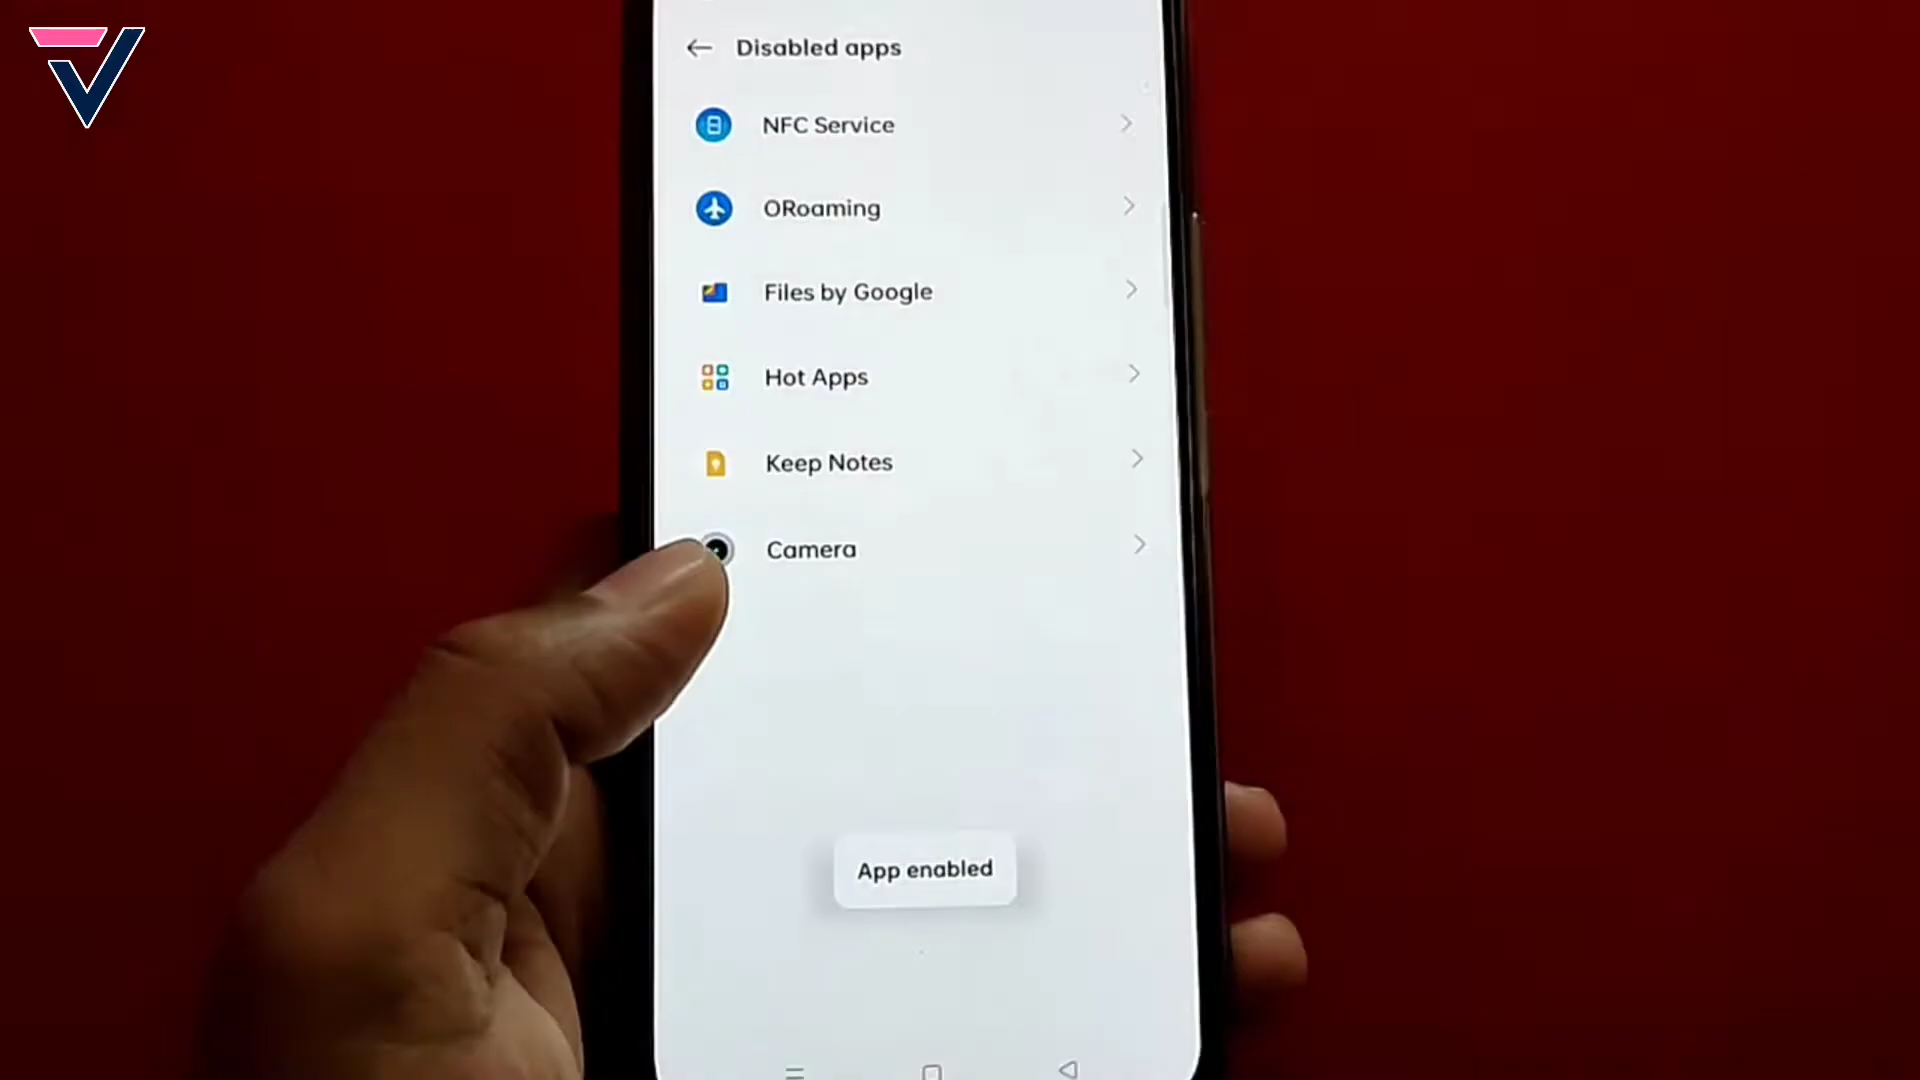 Disabled apps
NFC Service
ORoaming
Files by Google
Hot Apps
Keep Notes
Camera
App enabled